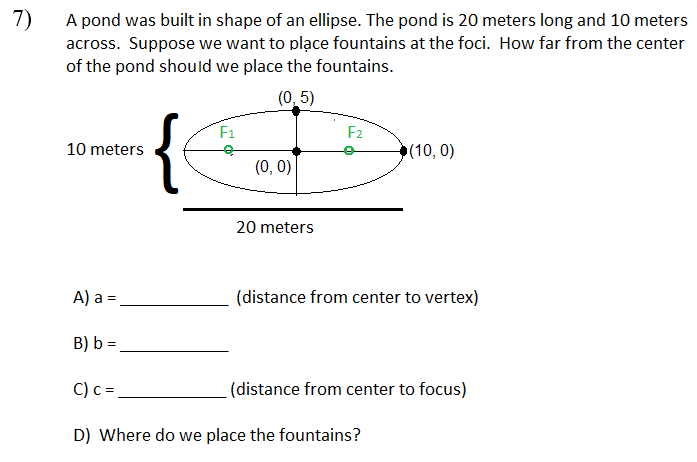 7) A pond was built in shape of an ellipse. The pond is 20 meters long and 10 meters
across. Suppose we want to place fountains at the foci. How far from the center
of the pond should we place the fountains.
(0, 5)
F1 F2
10 meters { (10, 0)
(0, 0)
20 meters
A) a = ____________ (distance from center to vertex)
B) b = ____________
C) c = ____________ (distance from center to focus)
D) Where do we place the fountains?